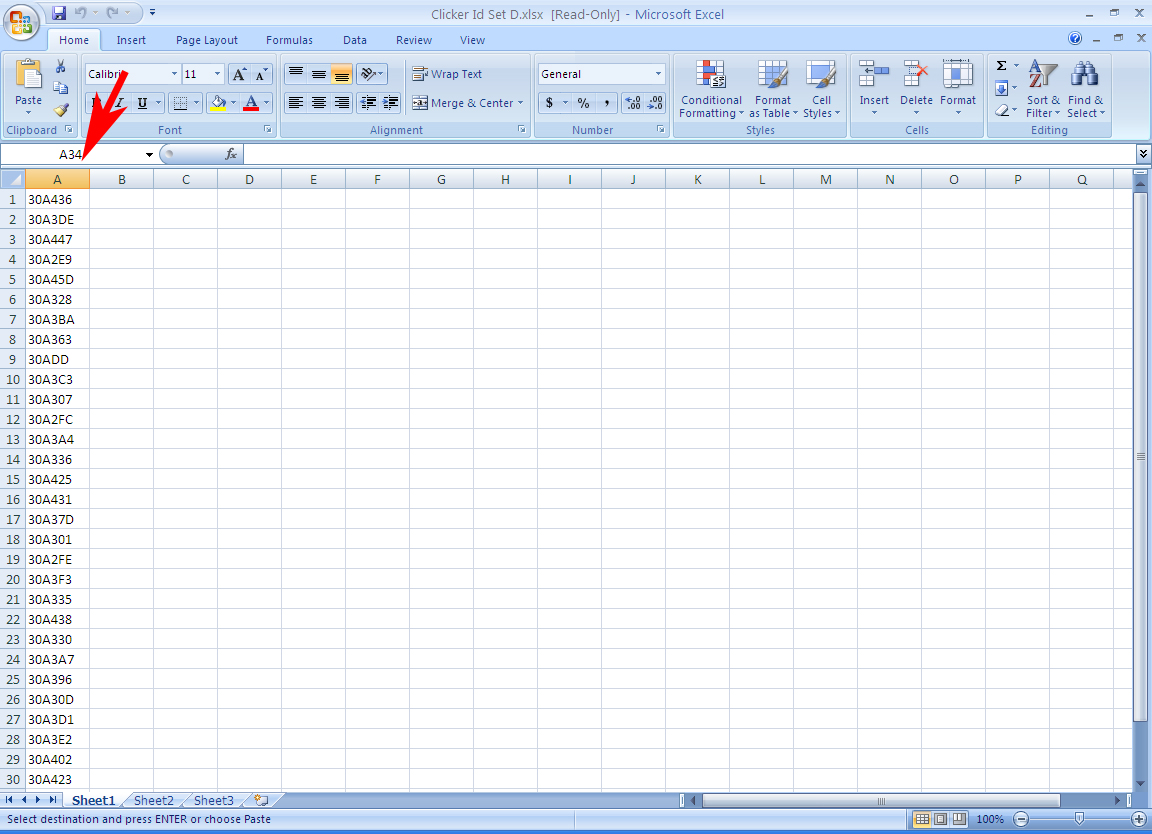 Clicker Id Set D.xlsx [Read-Only] - Microsoft Excel
Home Insert Page Layout Formulas Data Review View
Calibri 11 Wrap Text General
Paste U Merge & Center $ % , Conditional Formatting Format as Table Cell Styles Insert Delete Format Σ Sort & Filter Find & Select
Clipboard Font Alignment Number Styles Cells Editing
A34 fx
A B C D E F G H I J K L M N O P Q
1 30A436
2 30A3DE
3 30A447
4 30A2E9
5 30A45D
6 30A328
7 30A3BA
8 30A363
9 30ADD
10 30A3C3
11 30A307
12 30A2FC
13 30A3A4
14 30A336
15 30A425
16 30A431
17 30A37D
18 30A301
19 30A2FE
20 30A3F3
21 30A335
22 30A438
23 30A330
24 30A3A7
25 30A396
26 30A30D
27 30A3D1
28 30A3E2
29 30A402
30 30A423
Sheet1 Sheet2 Sheet3
Select destination and press ENTER or choose Paste 100%